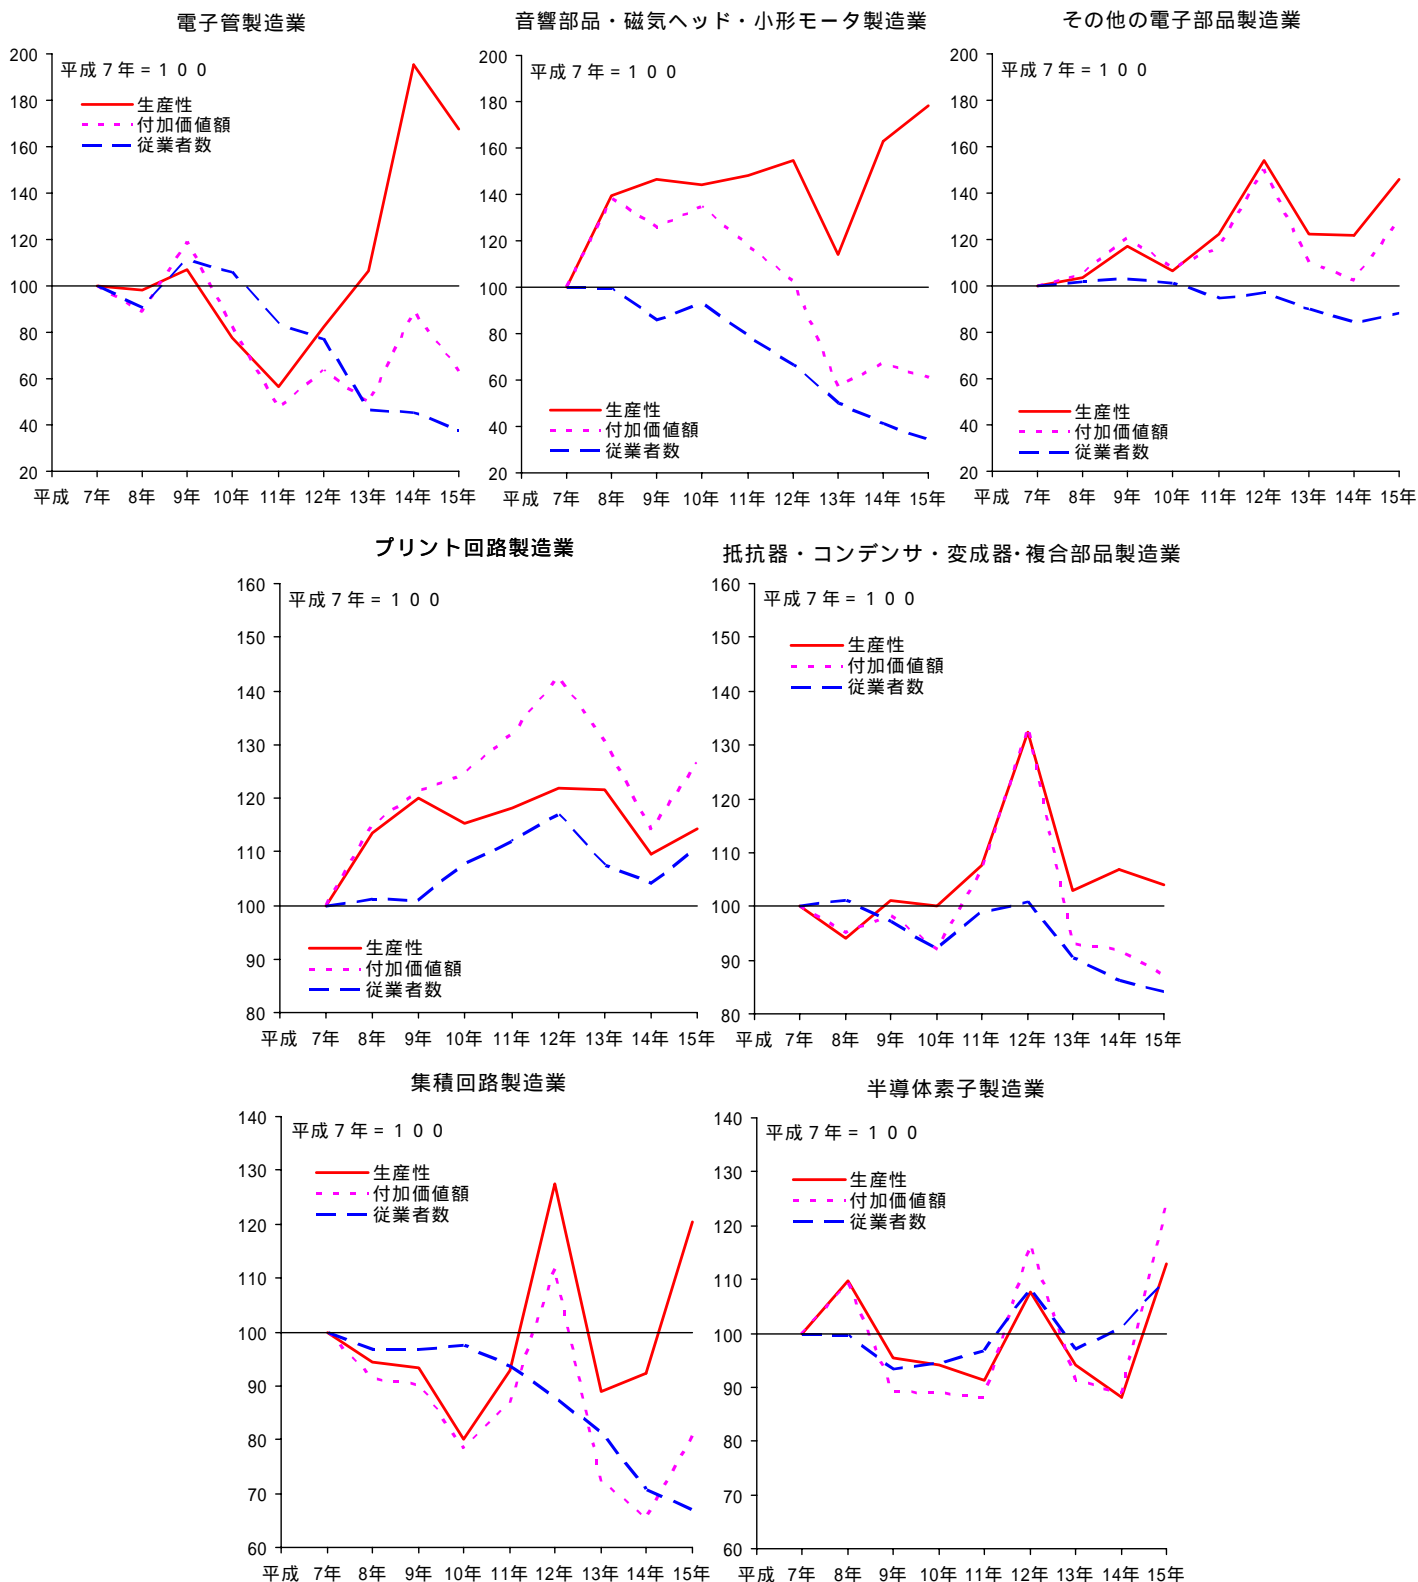 電子管製造業
平成７年=１００
生産性
付加価値額
従業者数
200
180
160
140
120
100
80
60
40
20
平成 7年 8年 9年 10年 11年 12年 13年 14年 15年
音響部品・磁気ヘッド・小形モータ製造業
平成７年=１００
200
180
160
140
120
100
80
60
40
20
生産性
付加価値額
従業者数
平成 7年 8年 9年 10年 11年 12年 13年 14年 15年
その他の電子部品製造業
平成７年=１００
200
180
160
140
120
100
80
60
40
20
生産性
付加価値額
従業者数
平成 7年 8年 9年 10年 11年 12年 13年 14年 15年
プリント回路製造業
平成７年=１００
160
150
140
130
120
110
100
90
80
生産性
付加価値額
従業者数
平成 7年 8年 9年 10年 11年 12年 13年 14年 15年
抵抗器・コンデンサ・変成器・複合部品製造業
平成７年=１００
生産性
付加価値額
従業者数
160
150
140
130
120
110
100
90
80
平成 7年 8年 9年 10年 11年 12年 13年 14年 15年
集積回路製造業
平成７年=１００
生産性
付加価値額
従業者数
140
130
120
110
100
90
80
70
60
平成 7年 8年 9年 10年 11年 12年 13年 14年 15年
半導体素子製造業
平成７年=１００
生産性
付加価値額
従業者数
140
130
120
110
100
90
80
70
60
平成 7年 8年 9年 10年 11年 12年 13年 14年 15年